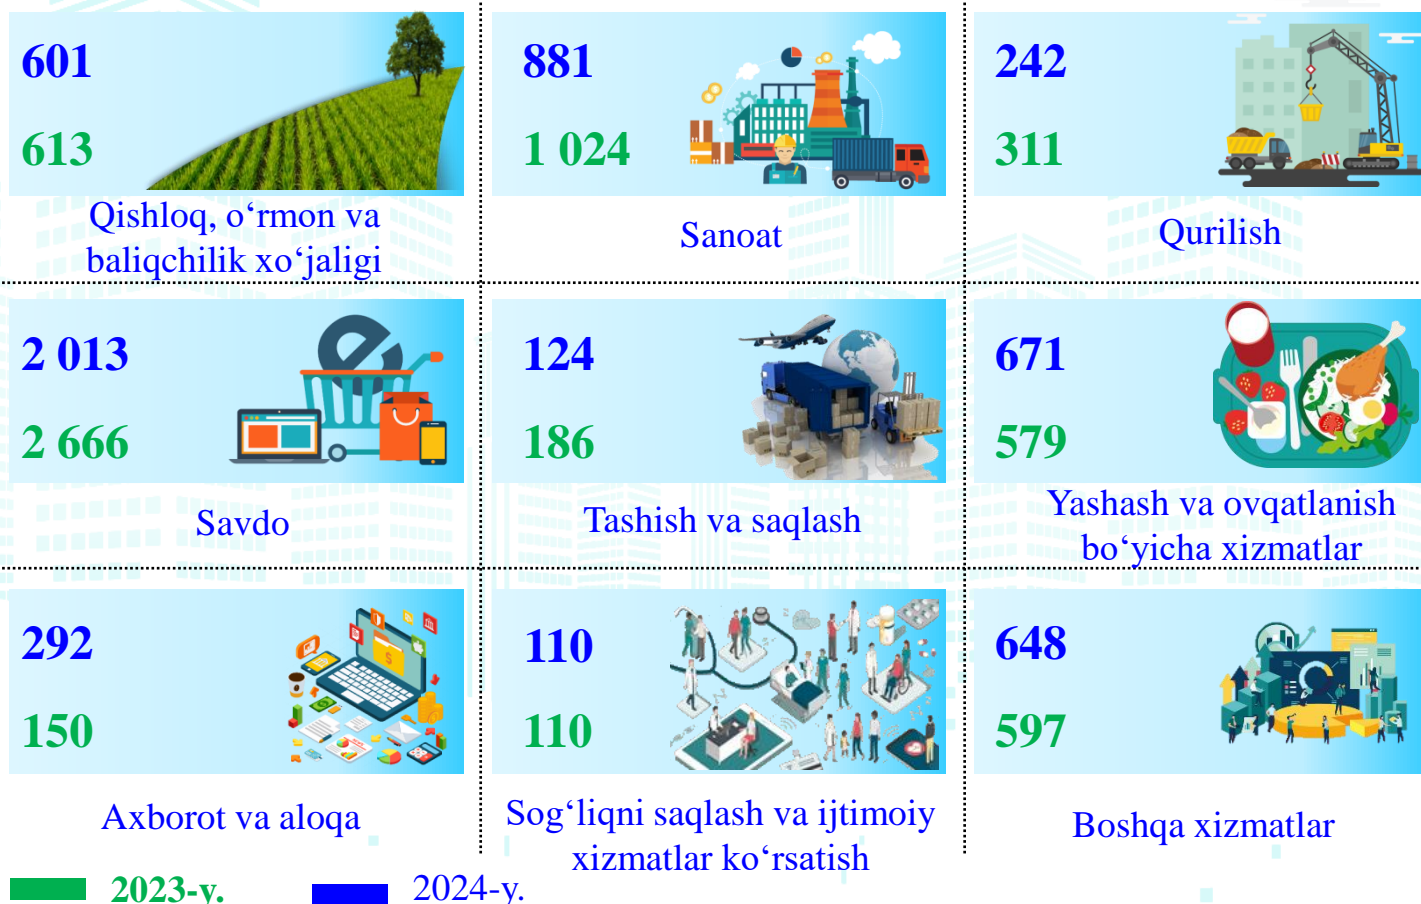 601
613
Qishloq, o‘rmon va
baliqchilik xo‘jaligi
881
1 024
Sanoat
242
311
Qurilish
2 013
2 666
Savdo
124
186
Tashish va saqlash
671
579
Yashash va ovqatlanish
bo‘yicha xizmatlar
292
150
Axborot va aloqa
110
110
Sog‘liqni saqlash va ijtimoiy
xizmatlar ko‘rsatish
648
597
Boshqa xizmatlar
2023-y.
2024-y.